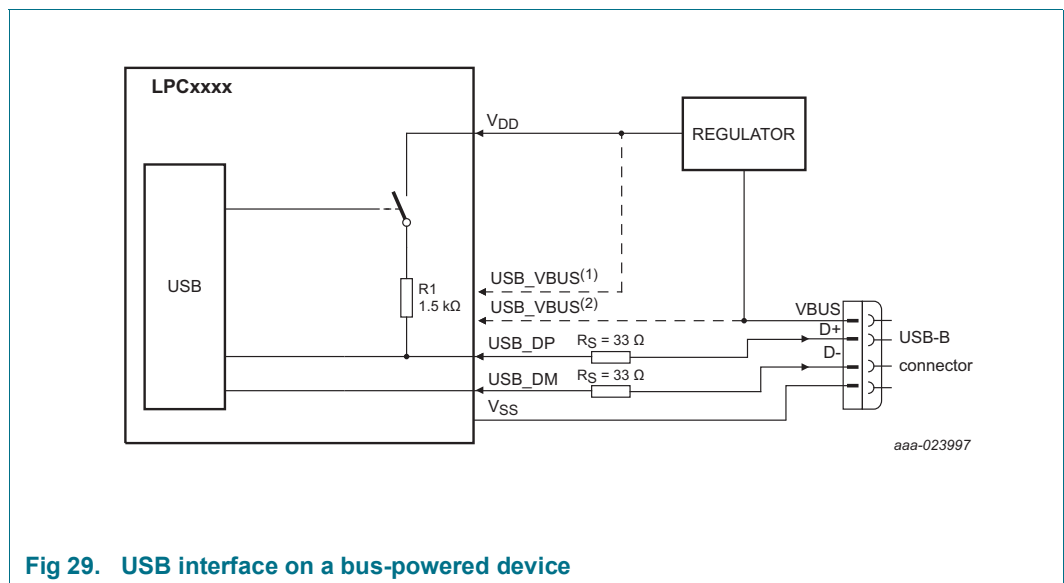 LPCxxxx
VDD
REGULATOR
USB
R1
1.5 kΩ
USB_VBUS(1)
USB_VBUS(2)
VBUS
USB_DP
RS = 33 Ω
D+
USB-B
USB_DM
RS = 33 Ω
D-
connector
VSS
aaa-023997
Fig 29. USB interface on a bus-powered device